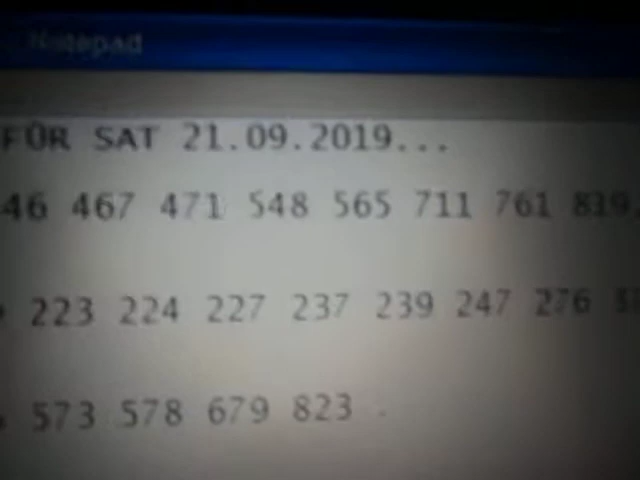 Notepad
FOR SAT 21.09.2019...
46 467 471 548 565 711 761 819.
223 224 227 237 239 247 276
573 578 679 823 .